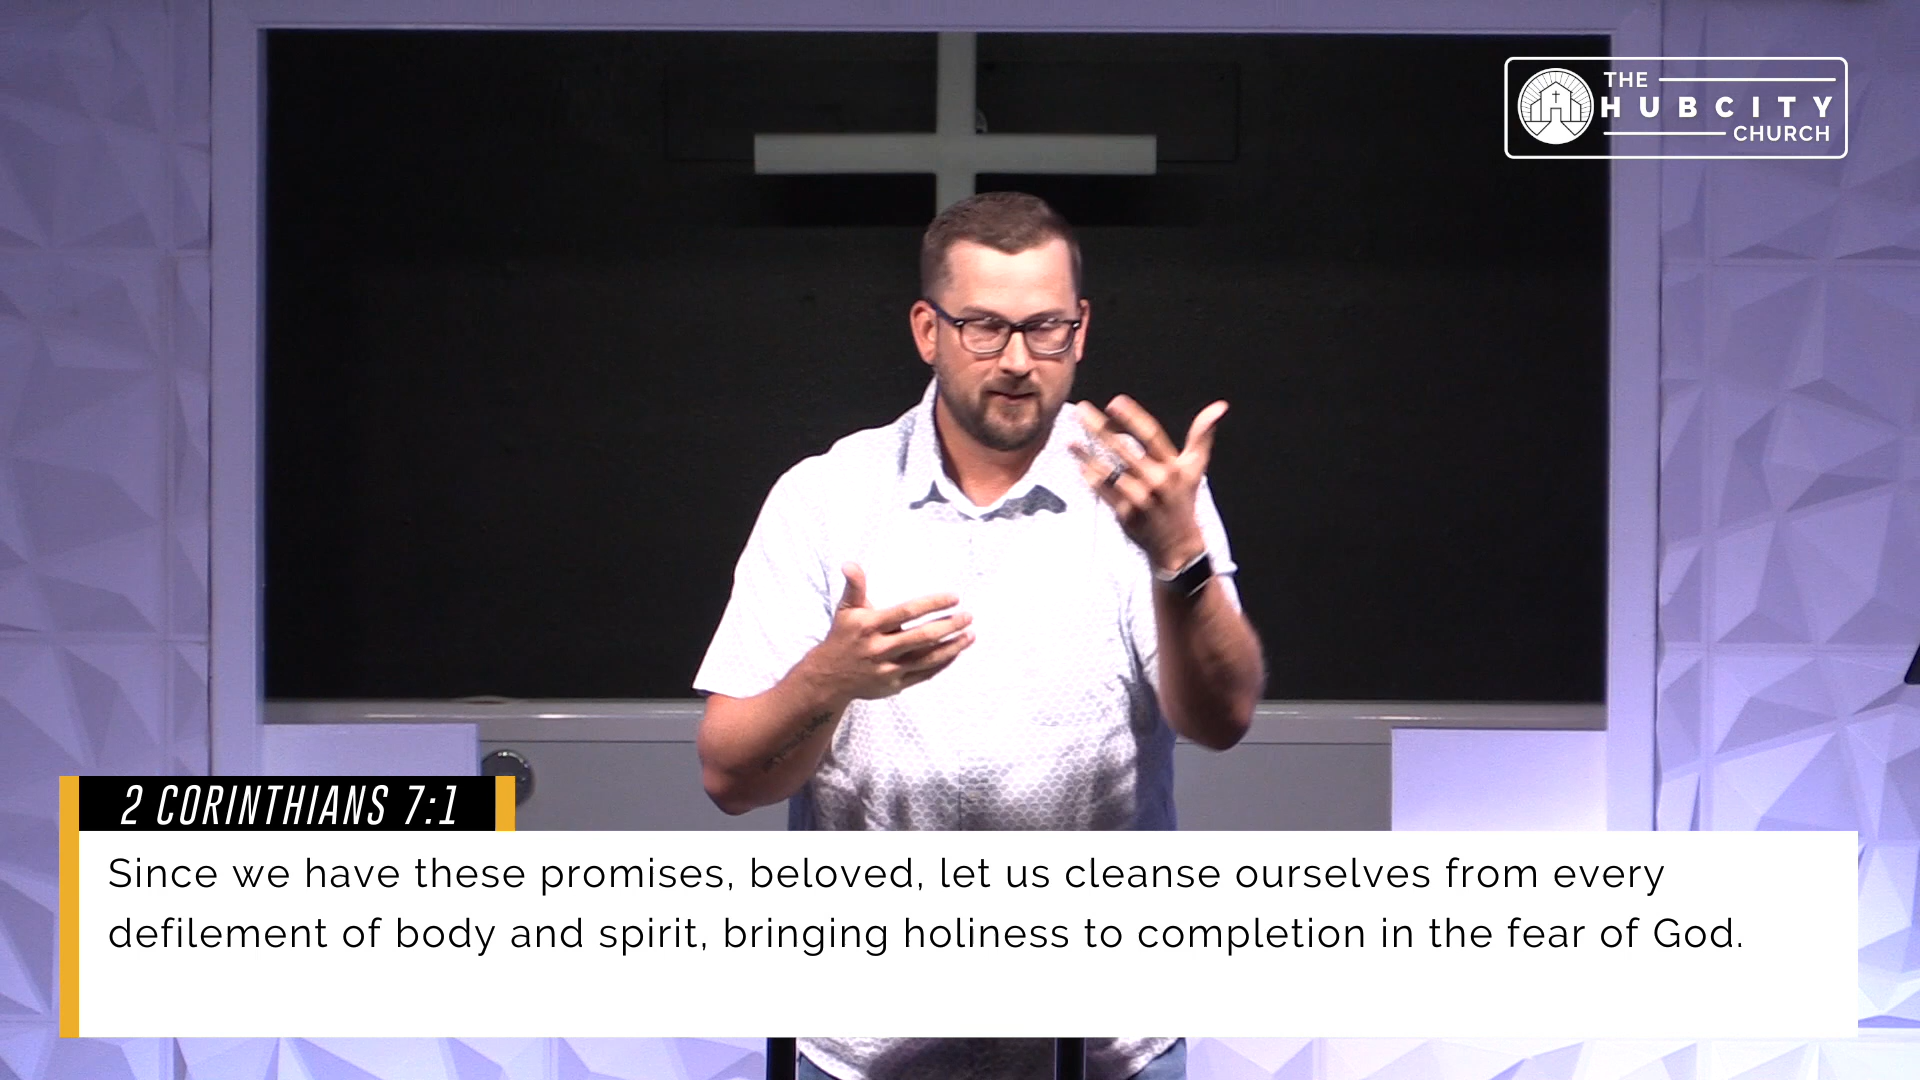 THE
HUBCITY
CHURCH
2 CORINTHIANS 7:1
Since we have these promises, beloved, let us cleanse ourselves from every
defilement of body and spirit, bringing holiness to completion in the fear of God.